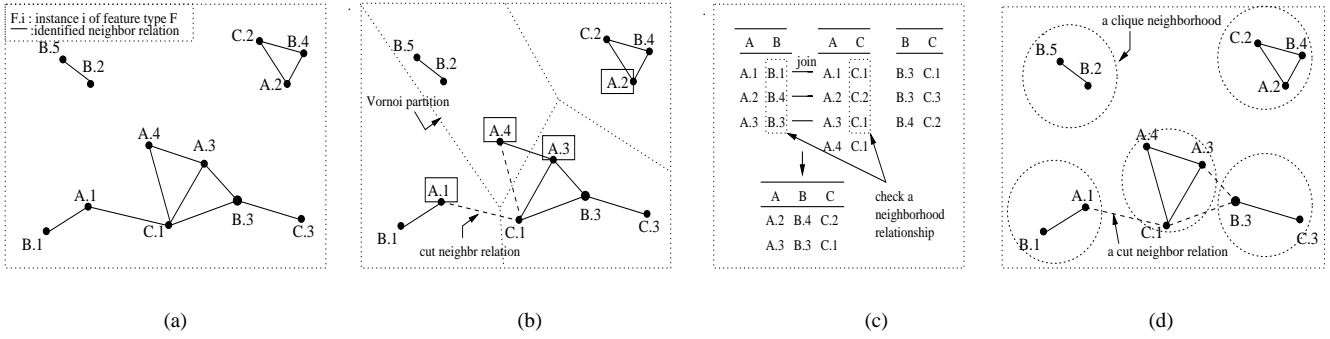 F.i : instance i of feature type F
— :identified neighbor relation
B.5
B.2
C.2
B.4
A.2
A.4
A.3
A.1
B.1
C.1
B.3
C.3
(a)
B.5
B.2
C.2
B.4
A.2
Vornoi partition
A.4
A.3
A.1
B.1
C.1
B.3
C.3
cut neighbr relation
(b)
A B A C
join
A.1 B.1 A.1 C.1 B.3 C.1
A.2 B.4 A.2 C.2 B.3 C.3
A.3 B.3 A.3 C.1 B.4 C.2
A.4 C.1
A B C
A.2 B.4 C.2
A.3 B.3 C.1
check a
neighborhood
relationship
(c)
a clique neighborhood
B.5
B.2
C.2
B.4
A.2
A.4
A.3
A.1
B.1
C.1
B.3
C.3
a cut neighbor relation
(d)